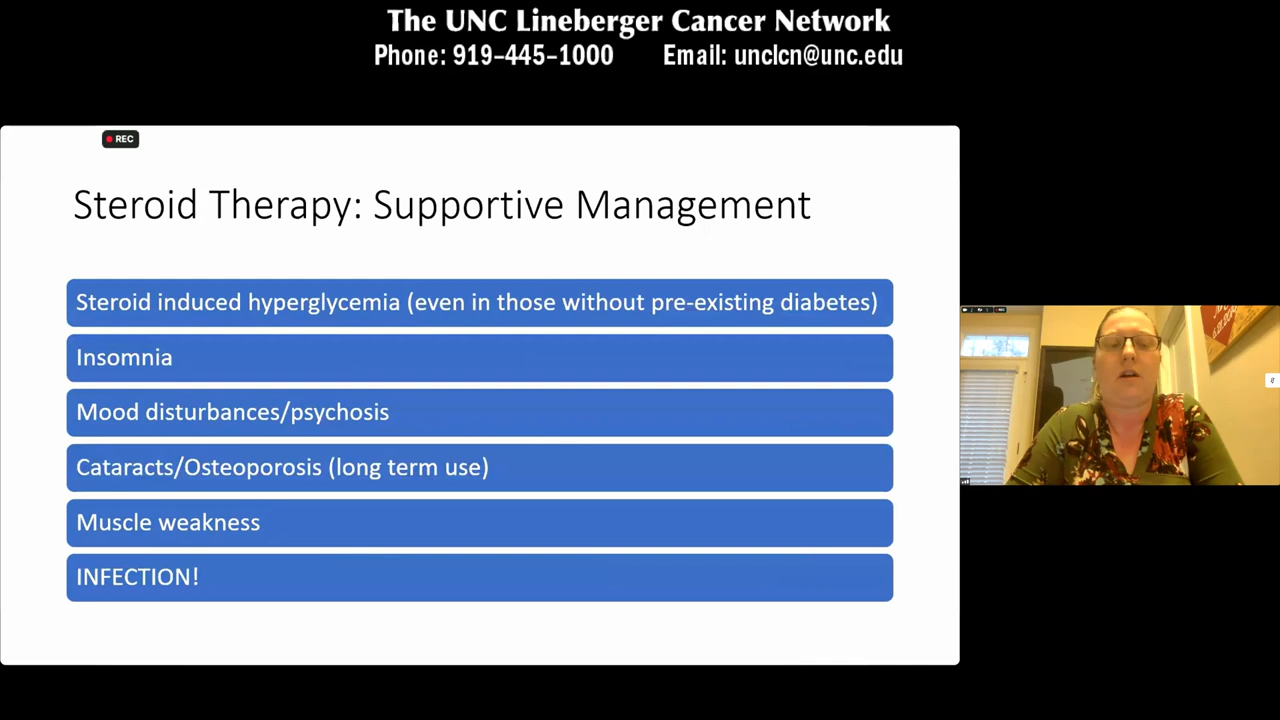 The UNC Lineberger Cancer Network
Phone: 919-445-1000 Email: unclcn@unc.edu
REC
Steroid Therapy: Supportive Management
Steroid induced hyperglycemia (even in those without pre-existing diabetes)
Insomnia
Mood disturbances/psychosis
Cataracts/Osteoporosis (long term use)
Muscle weakness
INFECTION!